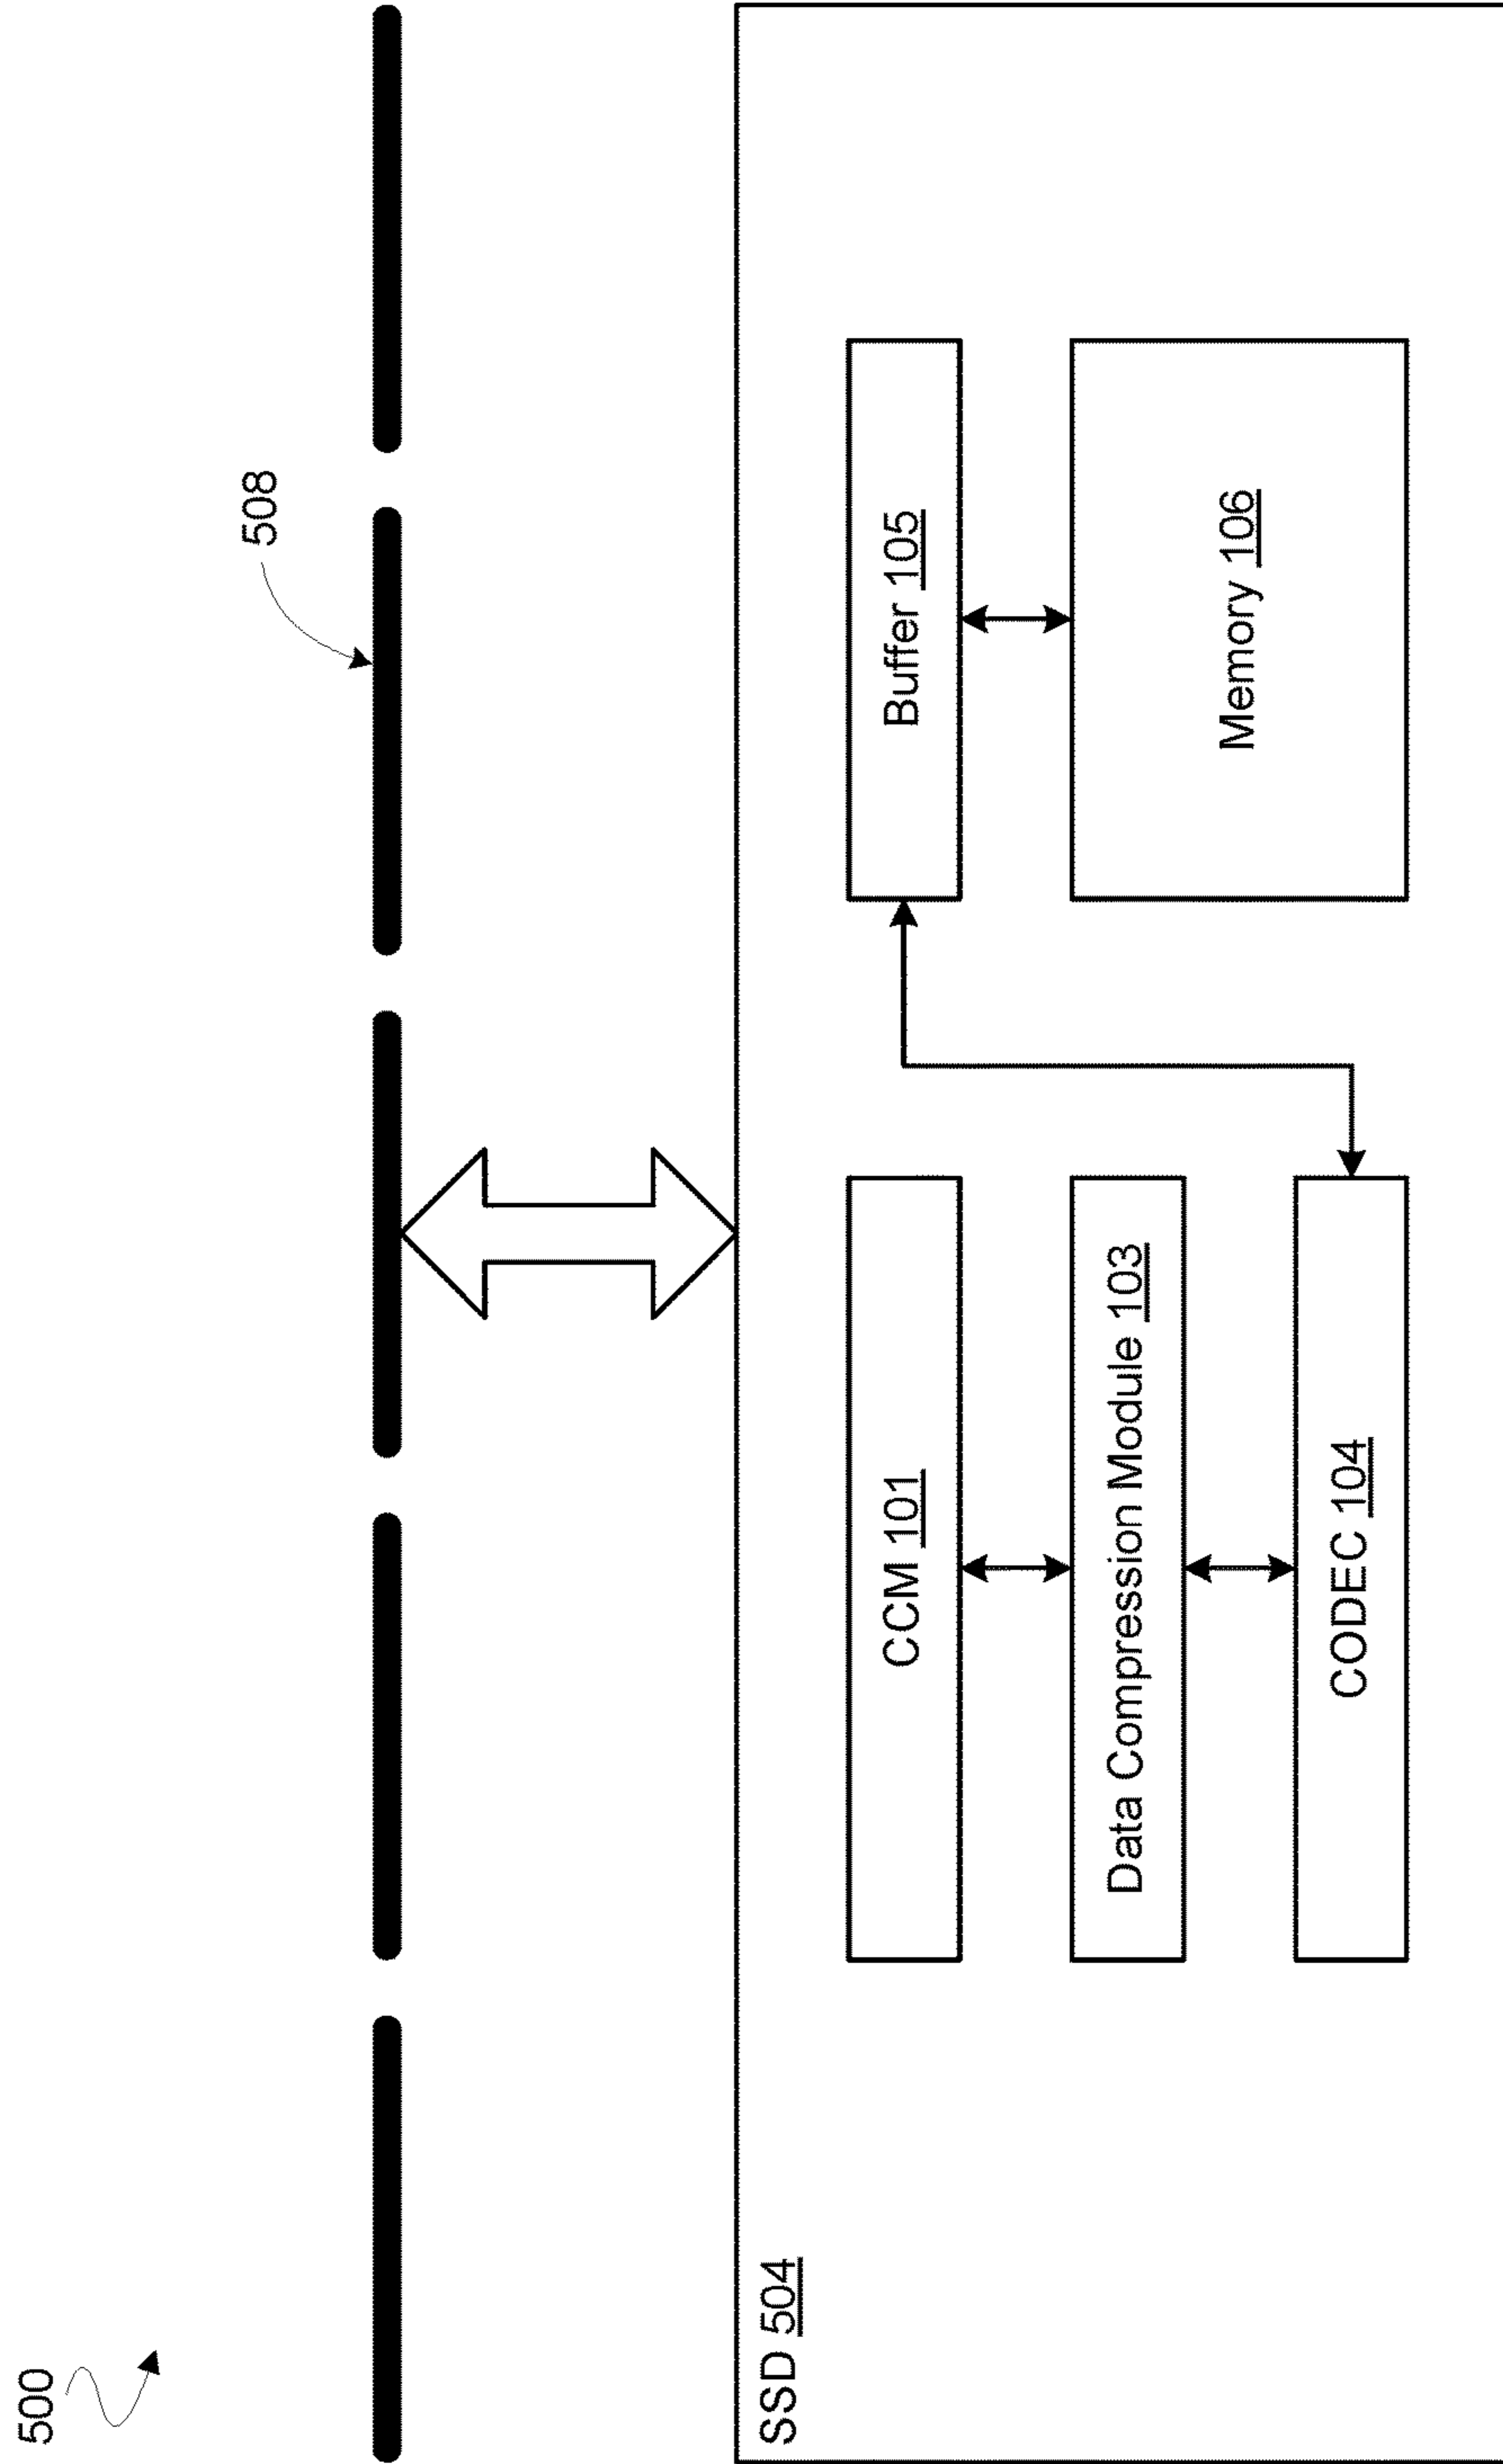 500
508
SSD 504
CCM 101
Data Compression Module 103
CODEC 104
Buffer 105
Memory 106